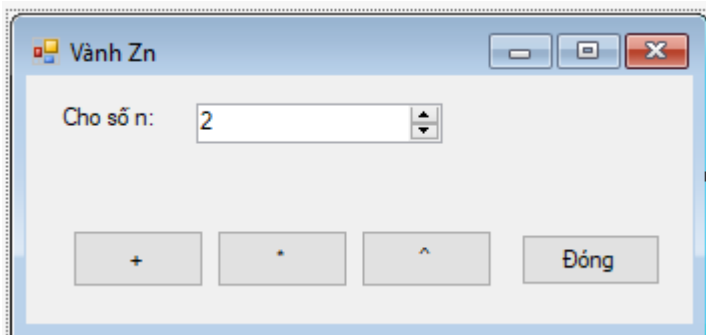 Vành Zn
Cho số n: 2
+ * ^ Đóng